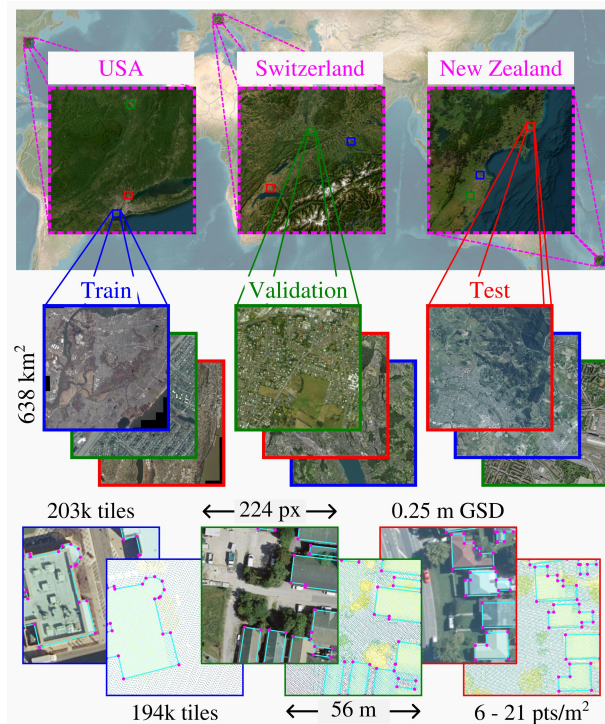 USA
Switzerland
New Zealand
Train
Validation
Test
638 km²
203k tiles
224 px
0.25 m GSD
194k tiles
56 m
6 - 21 pts/m²